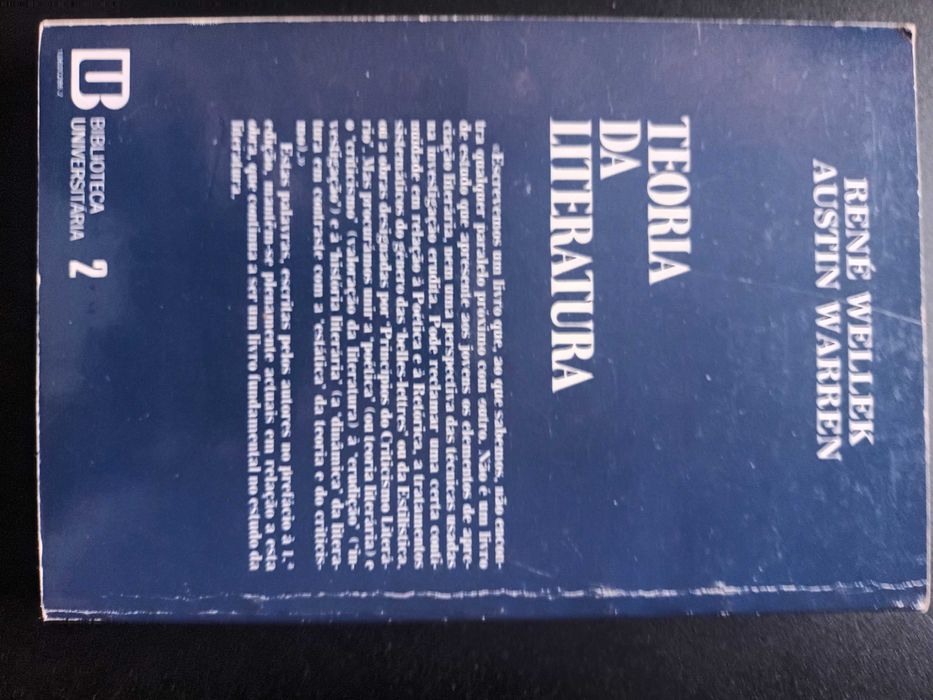 RENÉ WELLEK
AUSTIN WARREN
TEORIA
DA
LITERATURA
«Escrevemos um livro que, ao que sabemos, não encon-
tra qualquer paralelo próximo com outro. Não é um livro
de estudo que apresente aos jovens os elementos de apre-
ciação literária, nem uma perspectiva das técnicas usadas
na investigação erudita. Pode reclamar uma certa conti-
nuidade em relação à Poética e à Retórica, a tratamentos
sistemáticos do género das 'belles-lettres' ou da Estilística,
ou a obras designadas por 'Princípios do Criticismo Literá-
rio'. Mas procurámos unir a 'poética' (ou teoria literária) e
o 'criticismo' (valoração da literatura) à 'erudição' ('in-
vestigação') e à 'história literária' (a 'dinâmica' da litera-
tura em contraste com a 'estática' da teoria e do criticis-
mo).»
Estas palavras, escritas pelos autores no prefácio à 1.ª
edição, mantêm-se plenamente actuais em relação a esta
obra, que continua a ser um livro fundamental no estudo da
literatura.
UB
BIBLIOTECA
UNIVERSITÁRIA 2